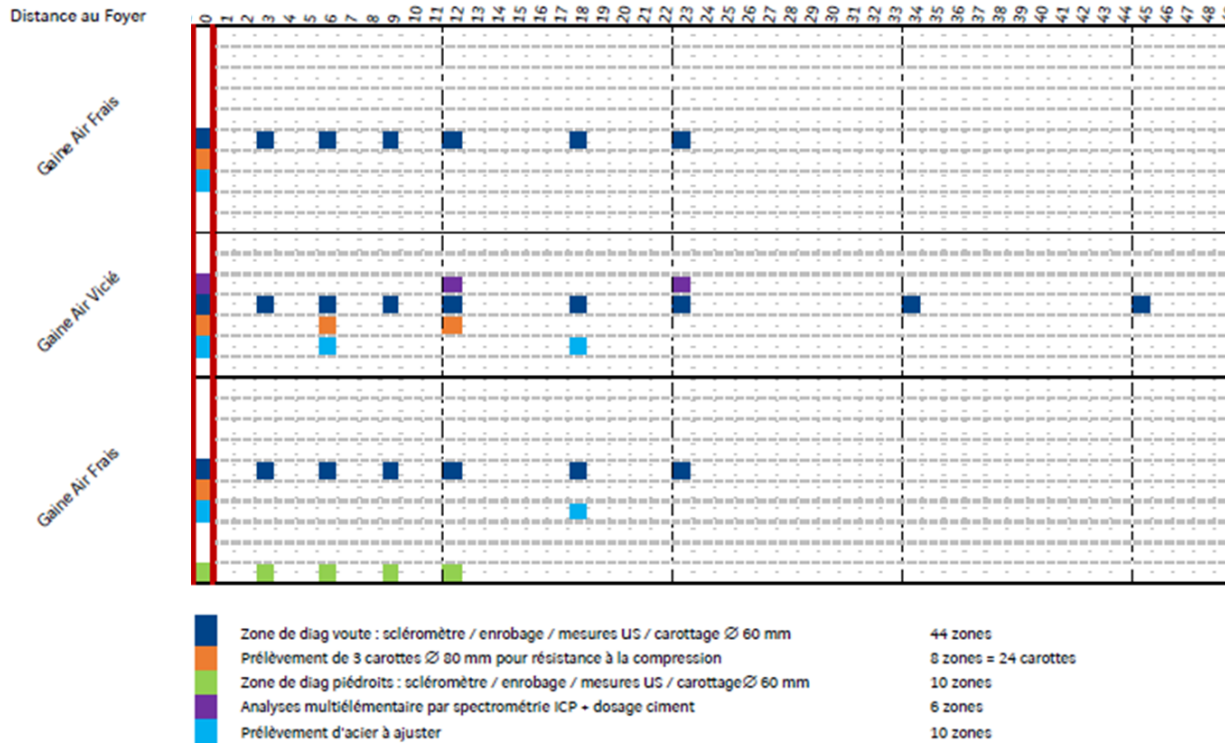 Distance au Foyer 0 1 2 3 4 5 6 7 8 9 10 11 12 13 14 15 16 17 18 19 20 21 22 23 24 25 26 27 28 29 30 31 32 33 34 35 36 37 38 39 40 41 42 43 44 45 46 47 48
Gaine Air Frais
Gaine Air Vicié
Gaine Air Frais
Zone de diag voute : scléromètre / enrobage / mesures US / carottage Ø 60 mm 44 zones
Prélèvement de 3 carottes Ø 80 mm pour résistance à la compression 8 zones = 24 carottes
Zone de diag piédroits : scléromètre / enrobage / mesures US / carottageØ 60 mm 10 zones
Analyses multiélémentaire par spectrométrie ICP + dosage ciment 6 zones
Prélèvement d'acier à ajuster 10 zones